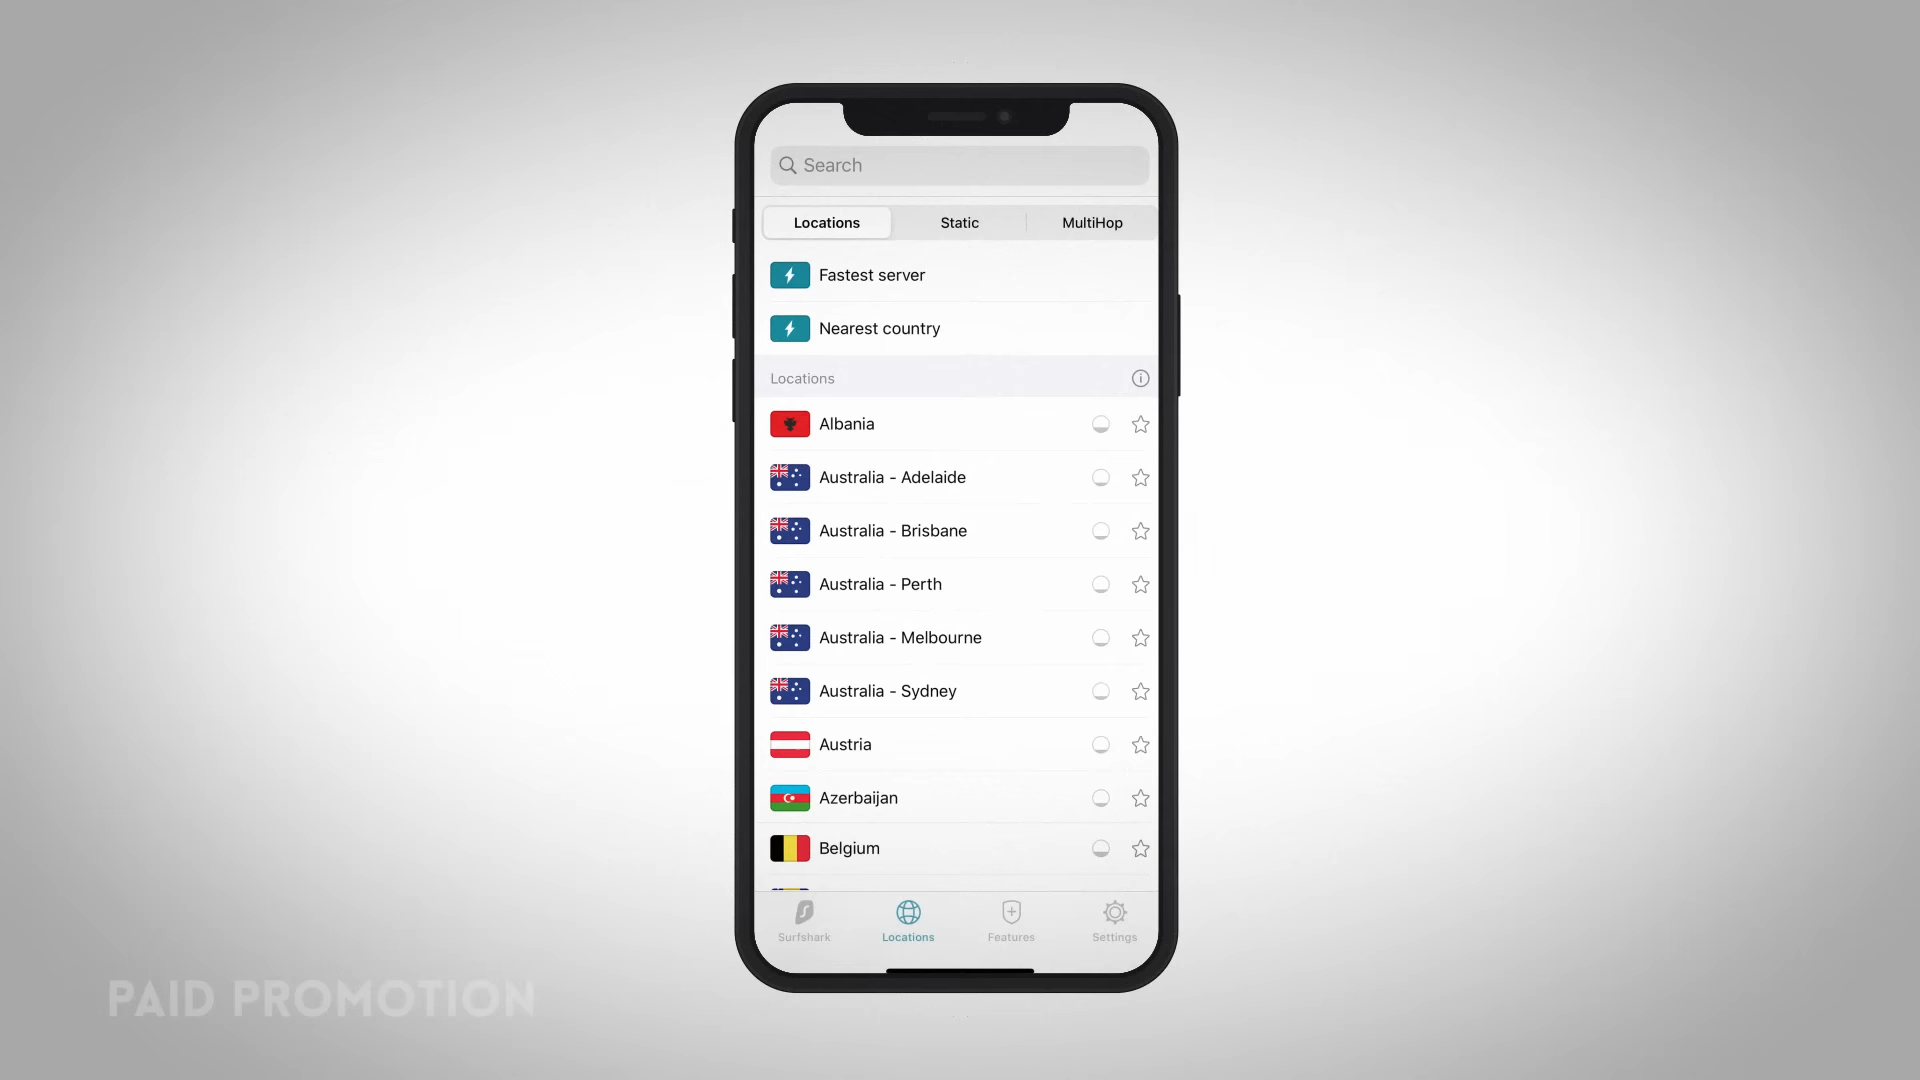 Search
Locations
Static
MultiHop
Fastest server
Nearest country
Locations
Albania
Australia - Adelaide
Australia - Brisbane
Australia - Perth
Australia - Melbourne
Australia - Sydney
Austria
Azerbaijan
Belgium
Surfshark
Locations
Features
Settings
PAID PROMOTION